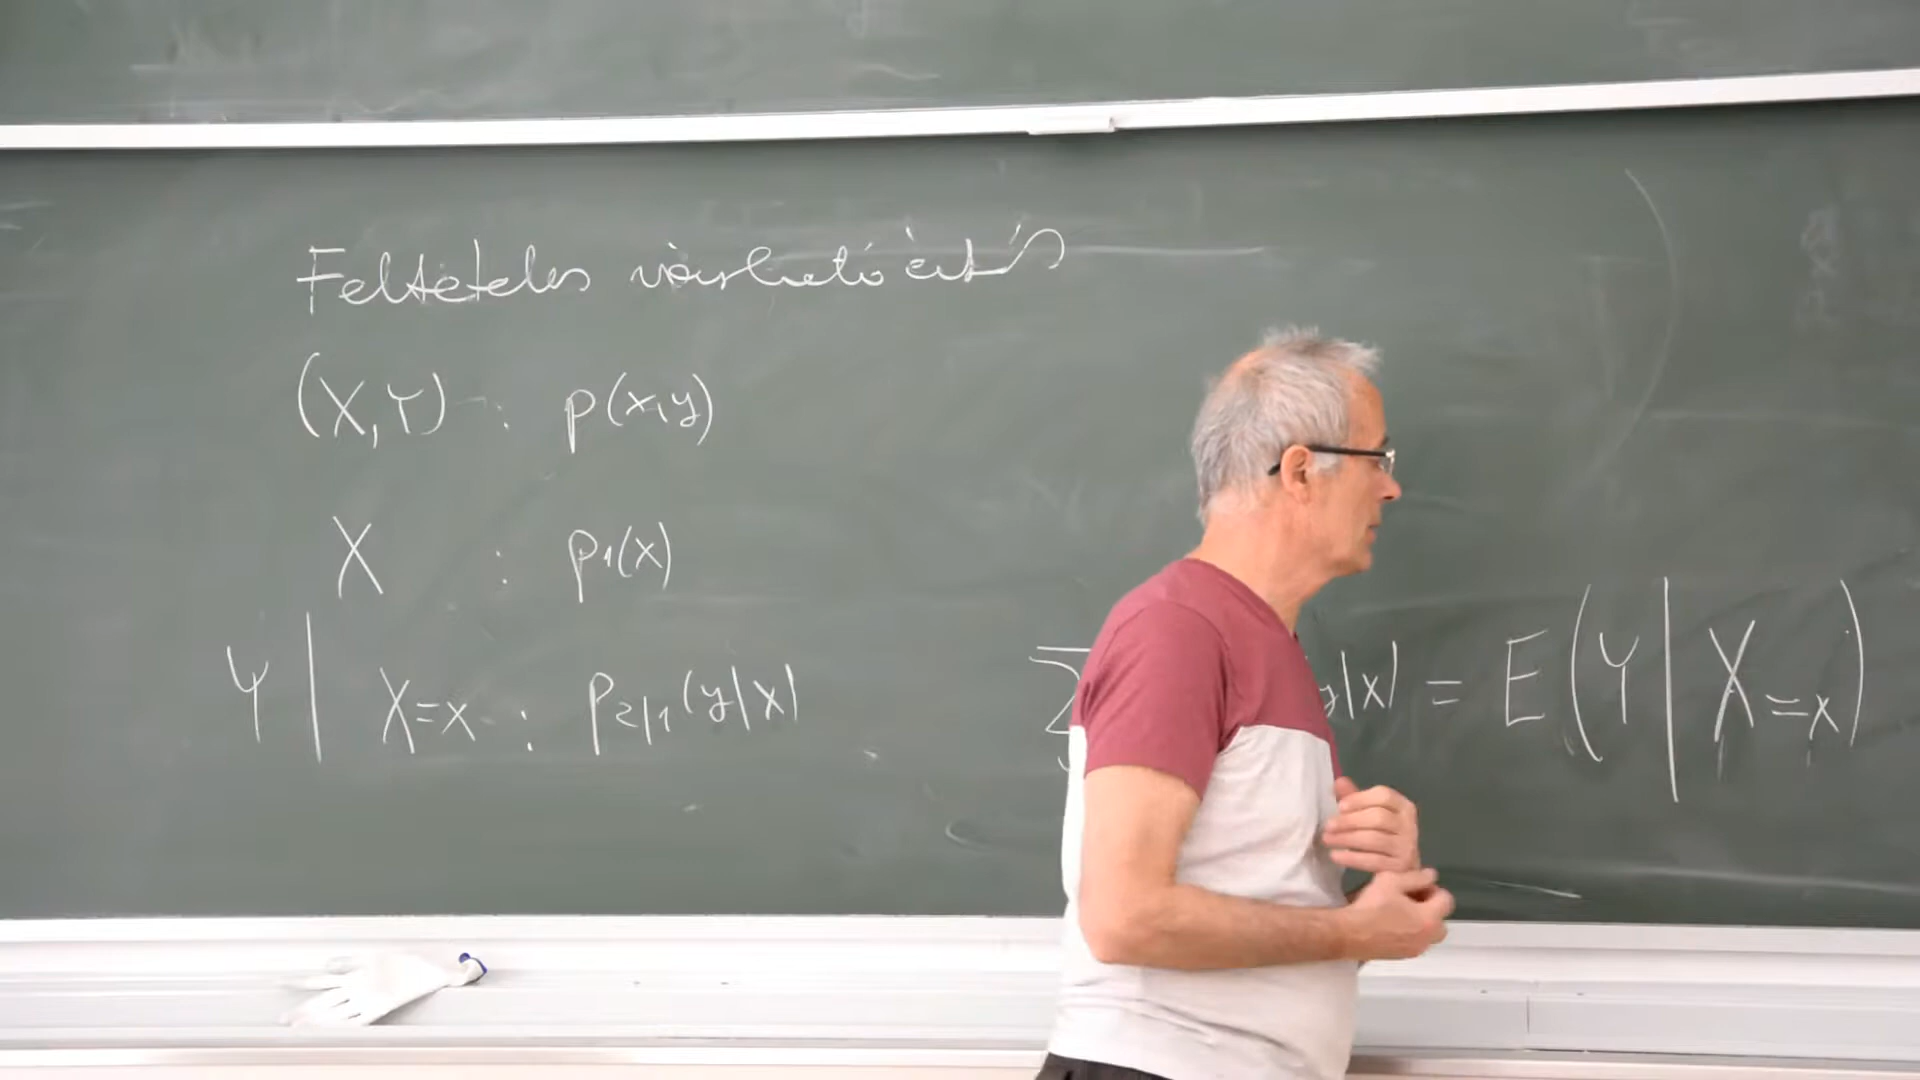 Feltételes várható érték
(X,Y) : p(x,y)
X : p₁(x)
Y | X=x : p₂|₁(y|x) ∑ y|x) = E(Y | X=x)